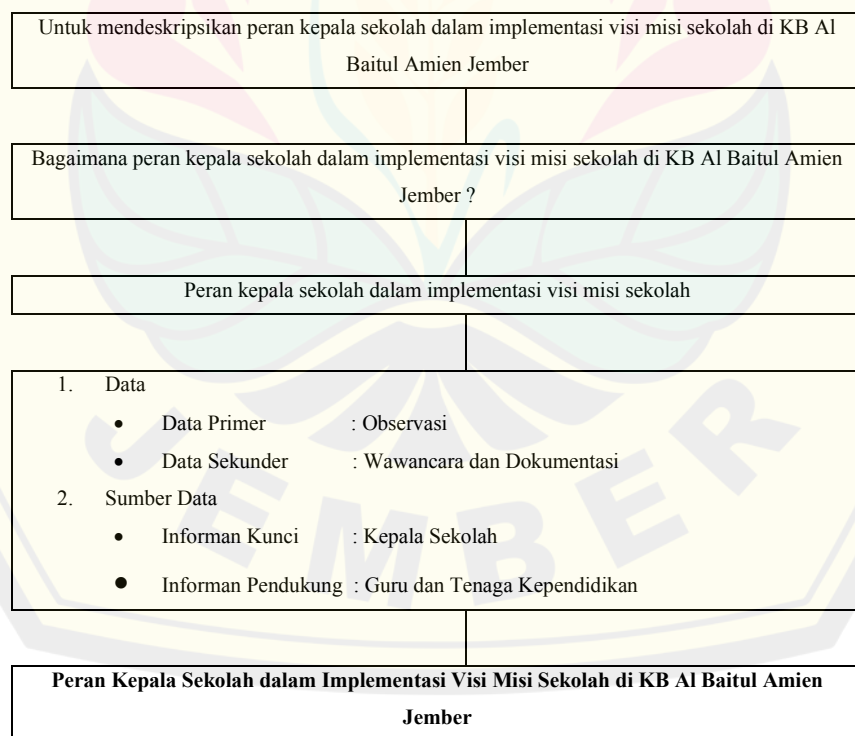 Untuk mendeskripsikan peran kepala sekolah dalam implementasi visi misi sekolah di KB Al
Baitul Amien Jember
Bagaimana peran kepala sekolah dalam implementasi visi misi sekolah di KB Al Baitul Amien
Jember ?
Peran kepala sekolah dalam implementasi visi misi sekolah
1. Data
• Data Primer : Observasi
• Data Sekunder : Wawancara dan Dokumentasi
2. Sumber Data
• Informan Kunci : Kepala Sekolah
• Informan Pendukung : Guru dan Tenaga Kependidikan
JEMBER
Peran Kepala Sekolah dalam Implementasi Visi Misi Sekolah di KB Al Baitul Amien
Jember